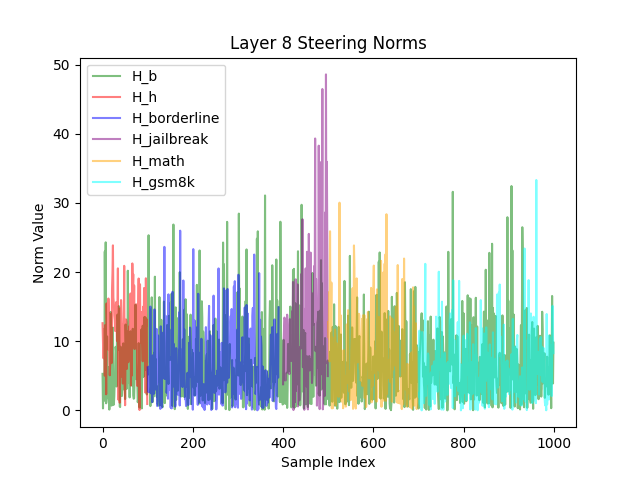 Layer 8 Steering Norms
Norm Value
50
40
30
20
10
0
H_b
H_h
H_borderline
H_jailbreak
H_math
H_gsm8k
0
200
400
600
800
1000
Sample Index